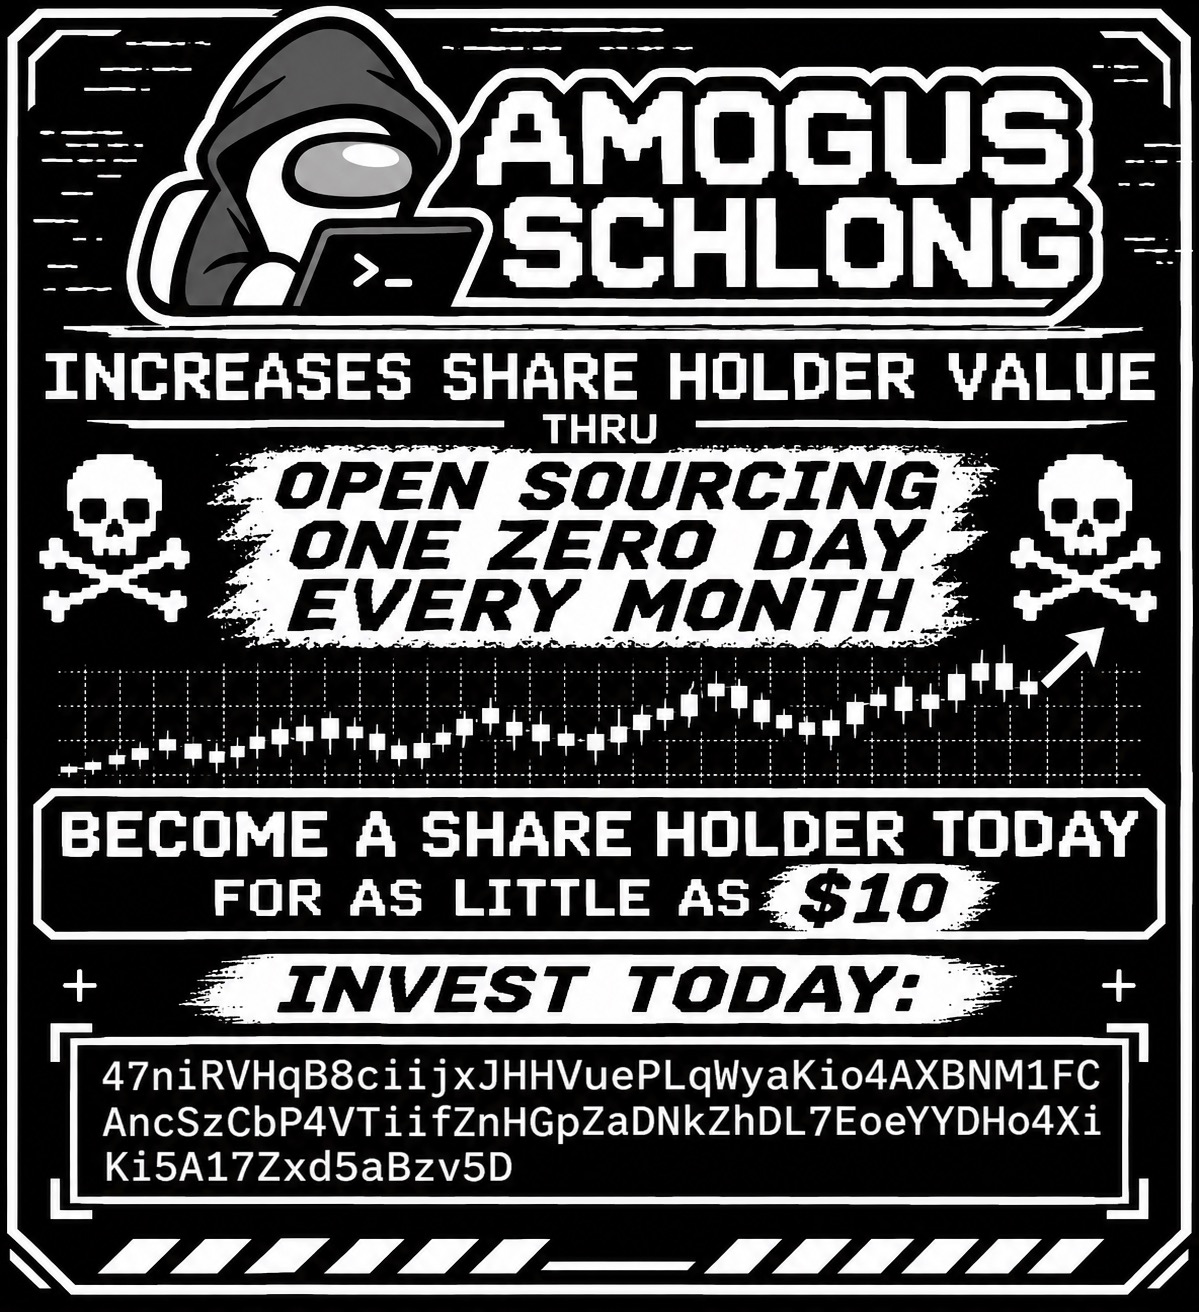 AMOGUS
SCHLONG
>_
INCREASES SHARE HOLDER VALUE
THRU
OPEN SOURCING
ONE ZERO DAY
EVERY MONTH
BECOME A SHARE HOLDER TODAY
FOR AS LITTLE AS $10
INVEST TODAY:
47niRVHqB8ciijxJHHVuePLqWyaKio4AXBNM1FC
AncSzCbP4VTiifZnHGpZaDNkZhDL7EoeYYDHo4Xi
Ki5A17Zxd5aBzv5D